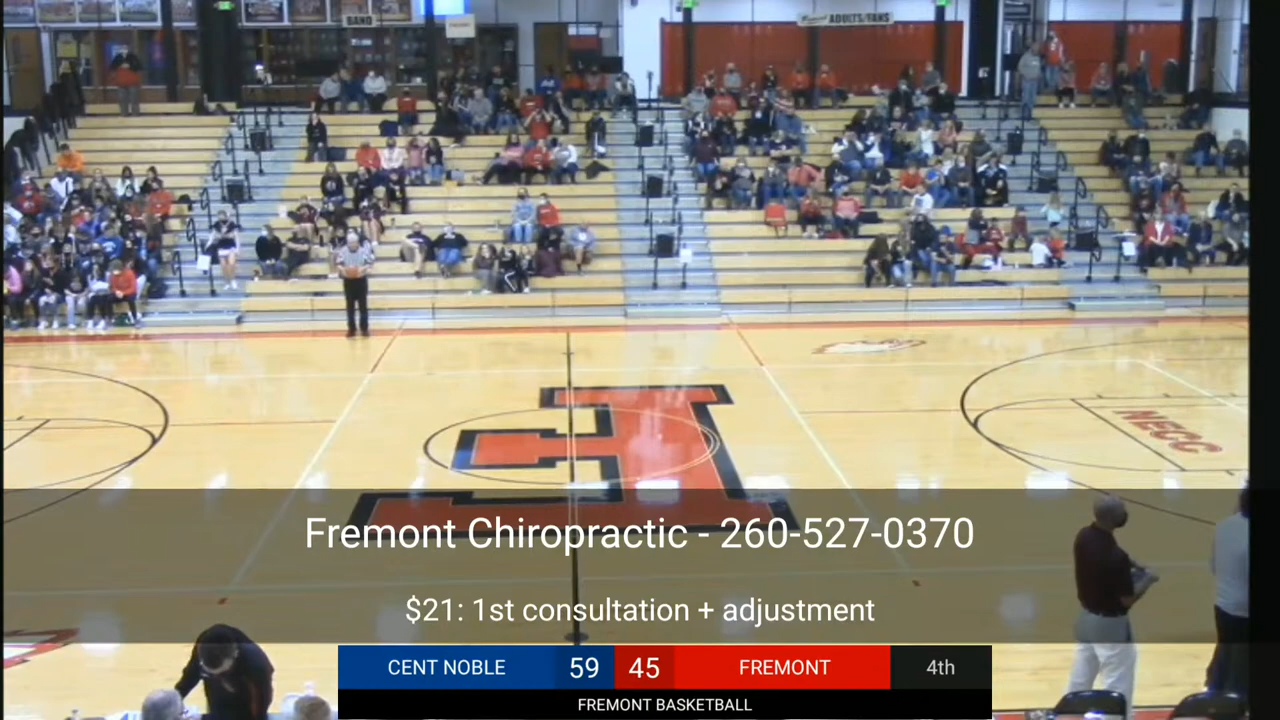 BAND
ADULTS/FANS
F
NECC
Fremont Chiropractic - 260-527-0370
$21: 1st consultation + adjustment
CENT NOBLE 59 45 FREMONT 4th
FREMONT BASKETBALL